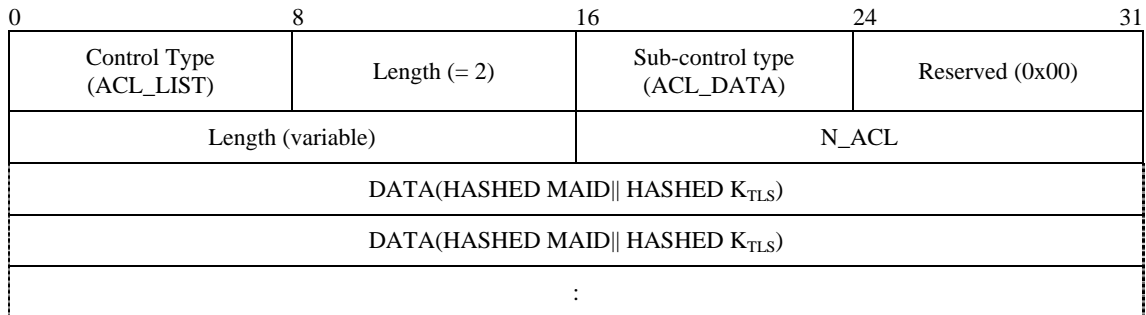 0 8 16 24 31
Control Type
(ACL_LIST)
Length (= 2)
Sub-control type
(ACL_DATA)
Reserved (0x00)
Length (variable)
N_ACL
DATA(HASHED MAID|| HASHED KTLS)
DATA(HASHED MAID|| HASHED KTLS)
: